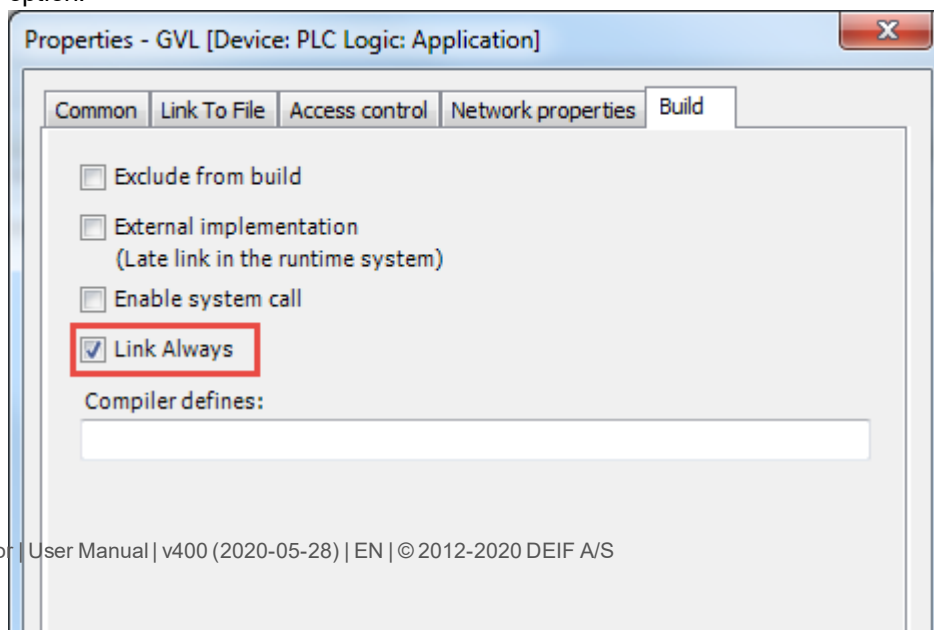 Properties - GVL [Device: PLC Logic: Application]
Common Link To File Access control Network properties Build
Exclude from build
External implementation
(Late link in the runtime system)
Enable system call
Link Always
Compiler defines:
| User Manual | v400 (2020-05-28) | EN | © 2012-2020 DEIF A/S